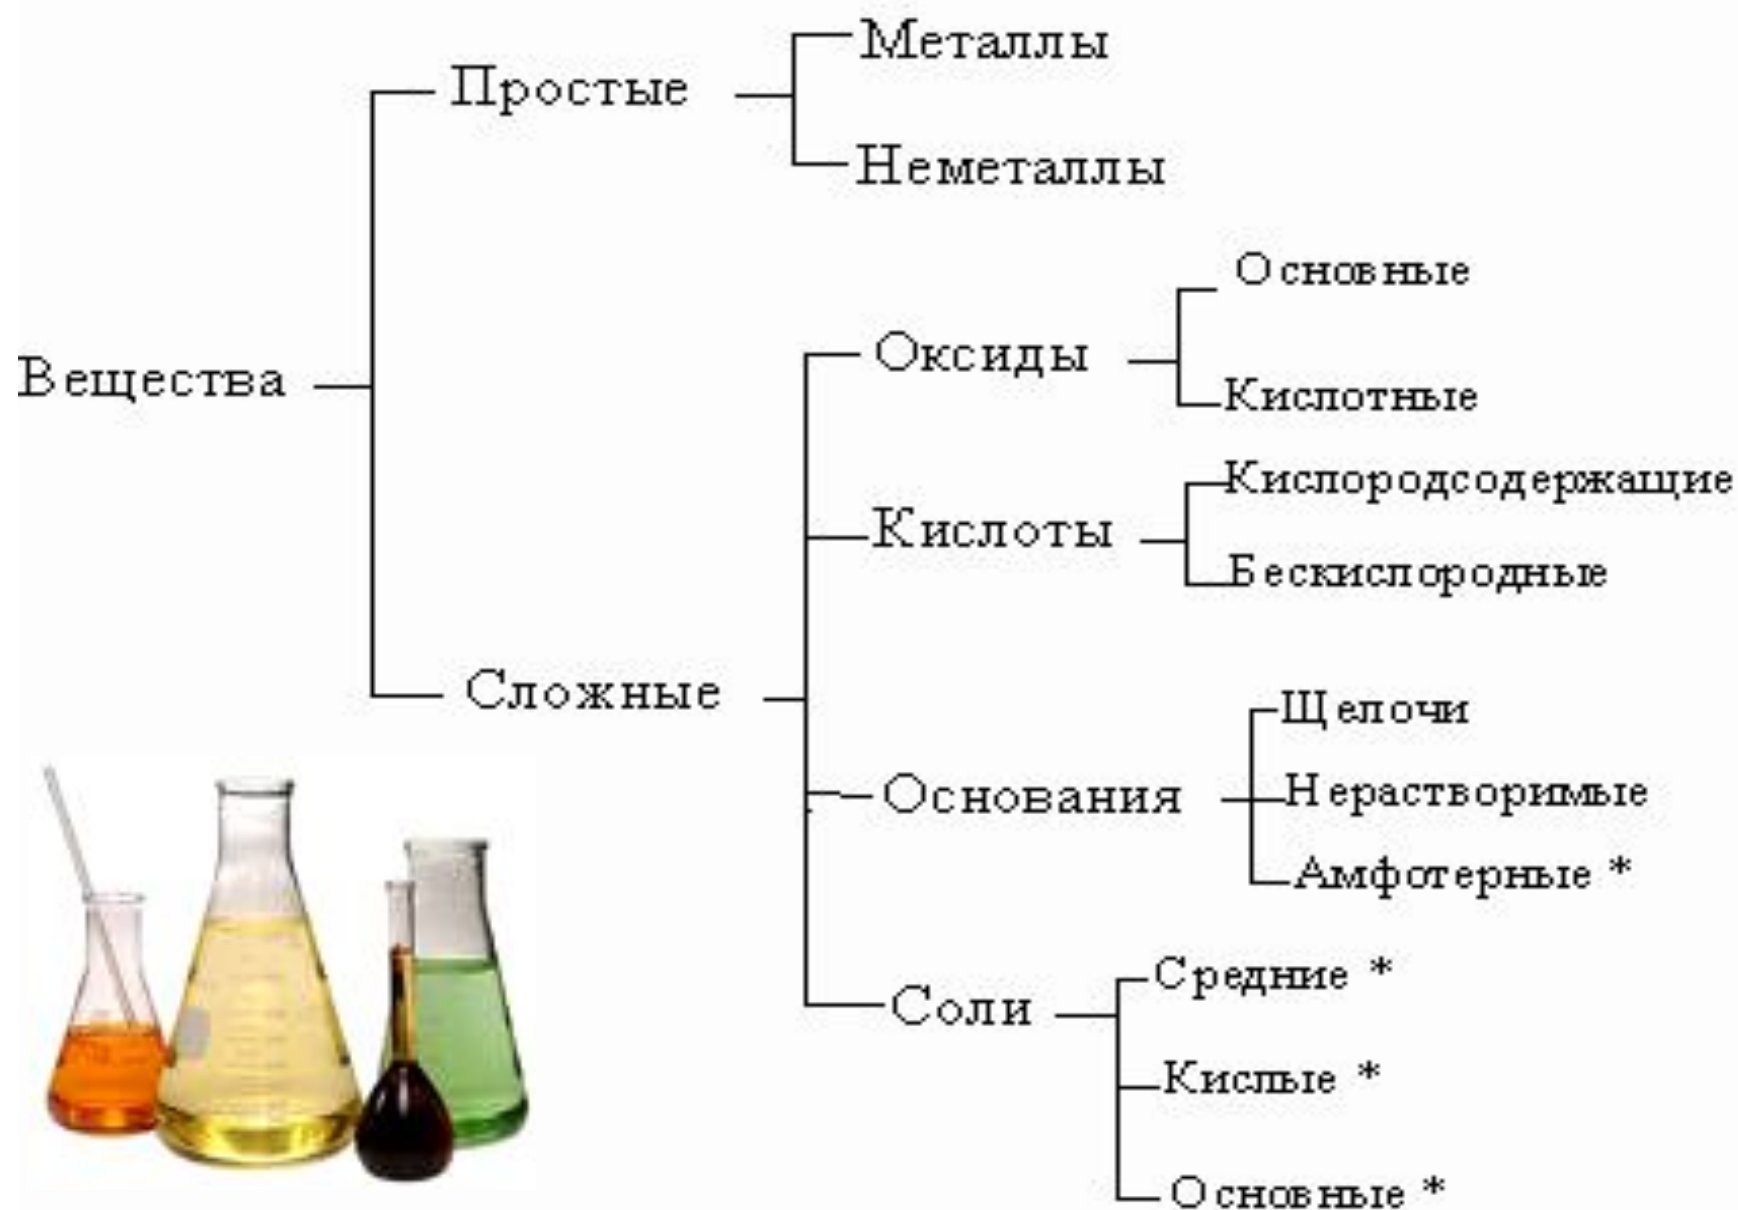 Вещества
Простые
Металлы
Неметаллы
Сложные
Оксиды
Основные
Кислотные
Кислоты
Кислородсодержащие
Бескислородные
Основания
Щелочи
Нерастворимые
Амфотерные *
Соли
Средние *
Кислые *
Основные *